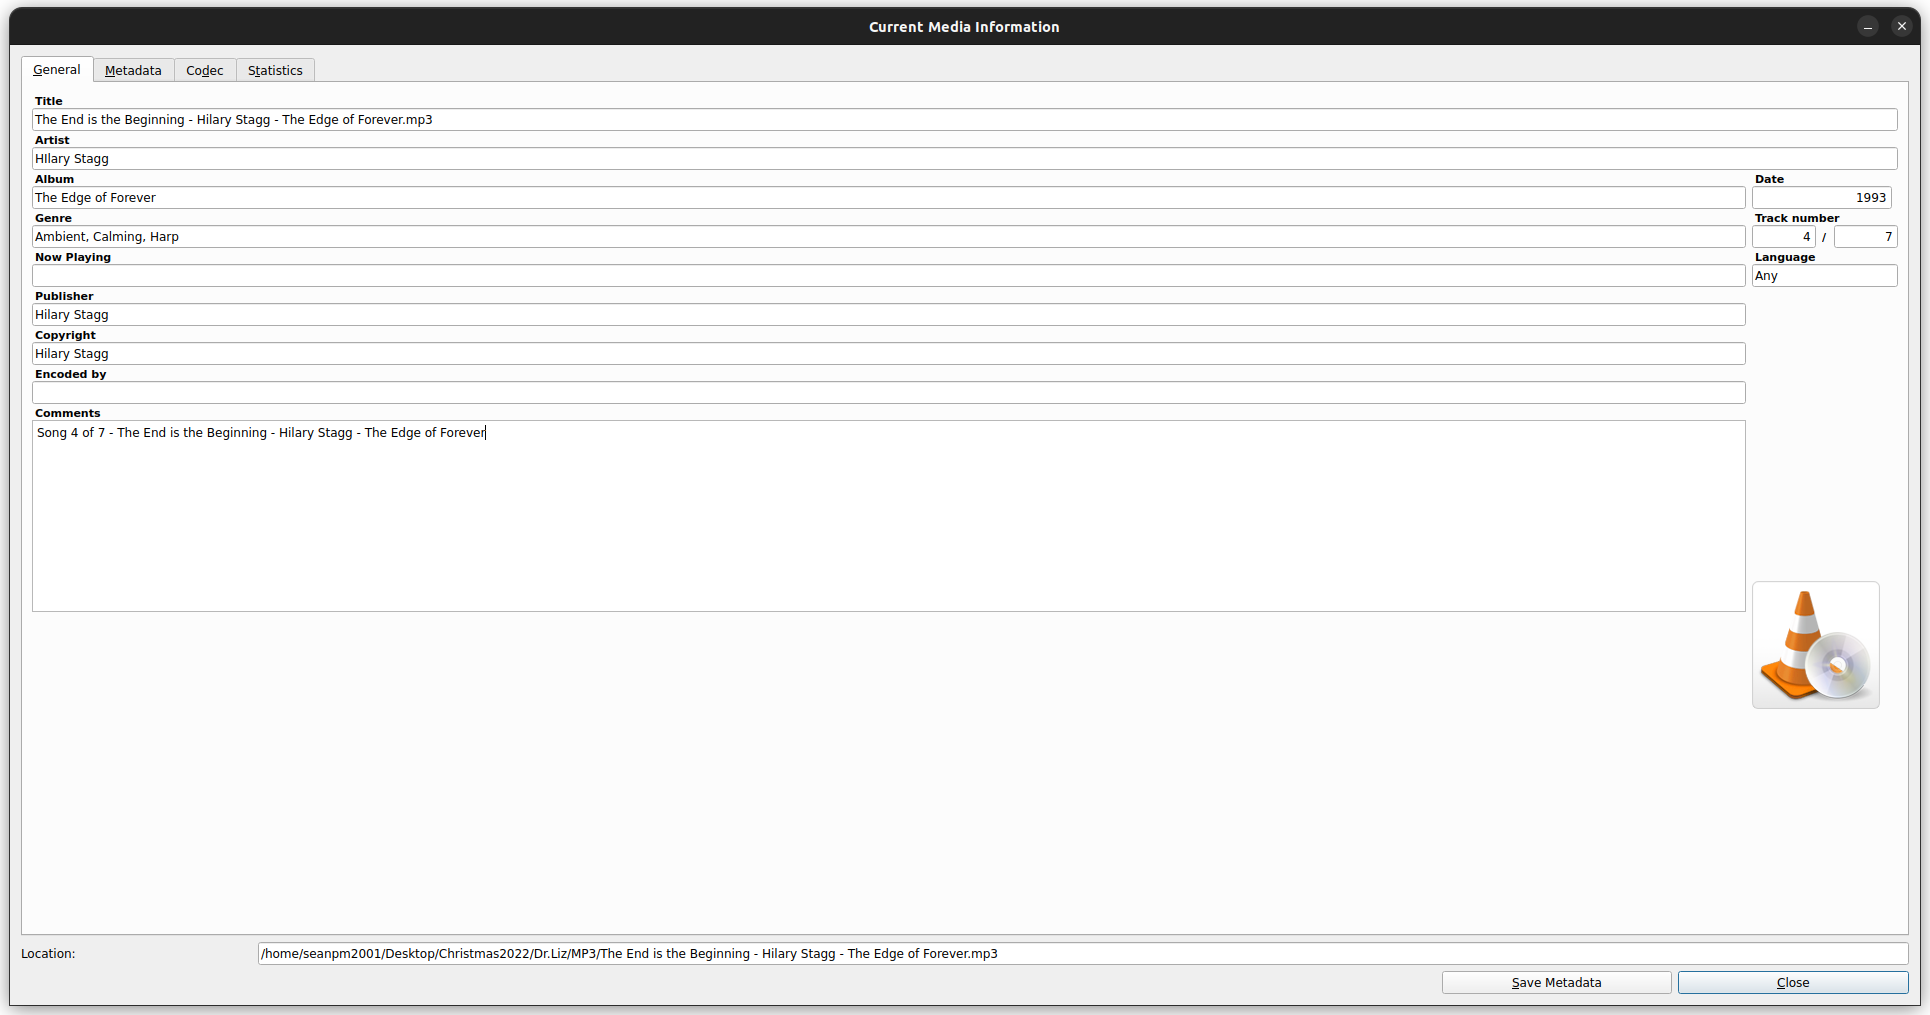 Current Media Information
General Metadata Codec Statistics
Title
The End is the Beginning - Hilary Stagg - The Edge of Forever.mp3
Artist
HIlary Stagg
Album Date
The Edge of Forever 1993
Genre Track number
Ambient, Calming, Harp 4 / 7
Now Playing Language
Any
Publisher
Hilary Stagg
Copyright
Hilary Stagg
Encoded by
Comments
Song 4 of 7 - The End is the Beginning - Hilary Stagg - The Edge of Forever
Location: /home/seanpm2001/Desktop/Christmas2022/Dr.Liz/MP3/The End is the Beginning - Hilary Stagg - The Edge of Forever.mp3
Save Metadata Close